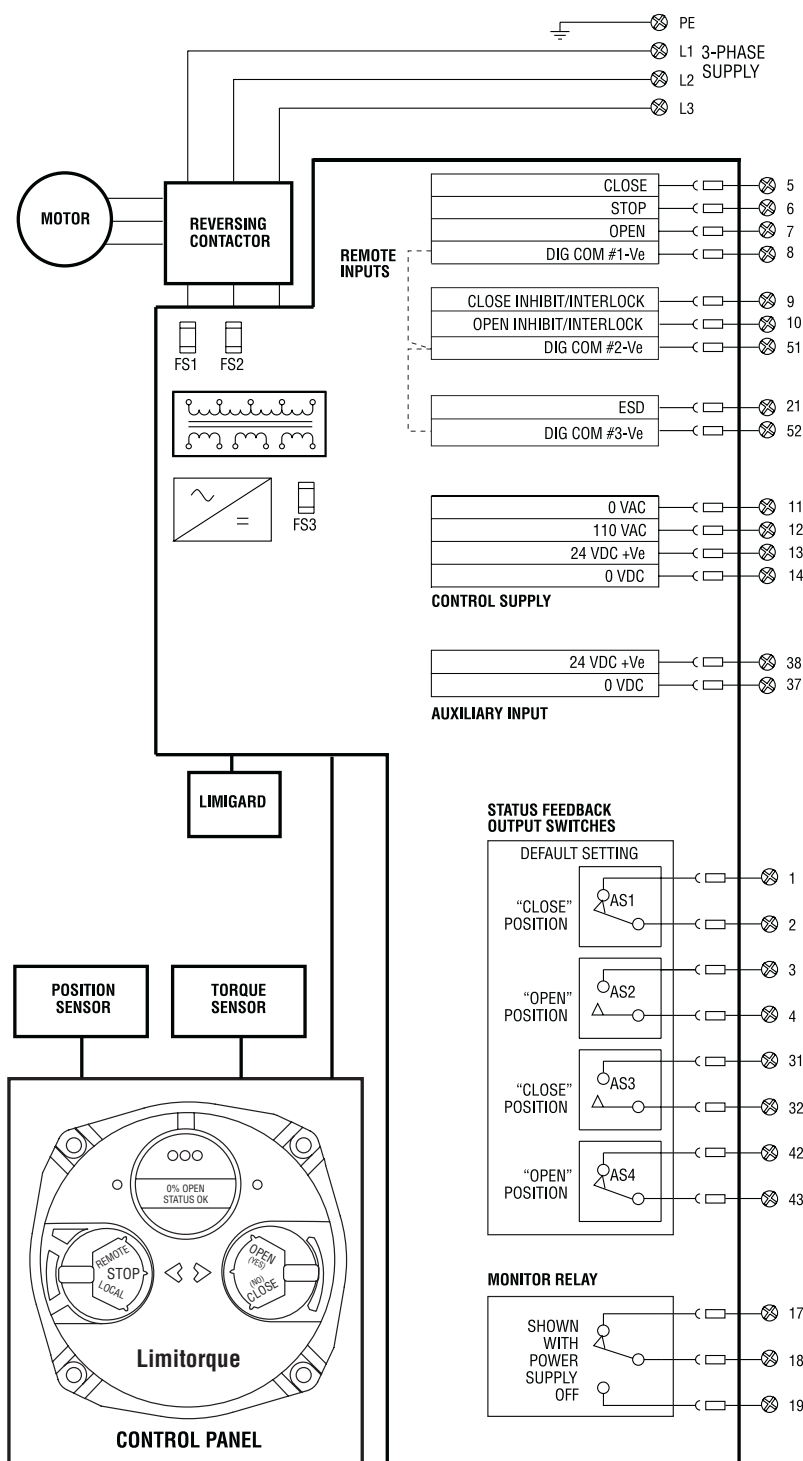 PE
L1 3-PHASE
SUPPLY
L2
L3
MOTOR
REVERSING
CONTACTOR
REMOTE
INPUTS
CLOSE 5
STOP 6
OPEN 7
DIG COM #1-Ve 8
CLOSE INHIBIT/INTERLOCK 9
OPEN INHIBIT/INTERLOCK 10
DIG COM #2-Ve 51
FS1 FS2
ESD 21
DIG COM #3-Ve 52
FS3
0 VAC 11
110 VAC 12
24 VDC +Ve 13
0 VDC 14
CONTROL SUPPLY
24 VDC +Ve 38
0 VDC 37
AUXILIARY INPUT
LIMIGARD
STATUS FEEDBACK
OUTPUT SWITCHES
DEFAULT SETTING
"CLOSE"
POSITION
AS1
1
2
"OPEN"
POSITION
AS2
3
4
"CLOSE"
POSITION
AS3
31
32
"OPEN"
POSITION
AS4
42
43
MONITOR RELAY
SHOWN
WITH
POWER
SUPPLY
OFF
17
18
19
POSITION
SENSOR
TORQUE
SENSOR
0% OPEN
STATUS OK
REMOTE
STOP
LOCAL
OPEN
(YES)
(NO)
CLOSE
Limitorque
CONTROL PANEL